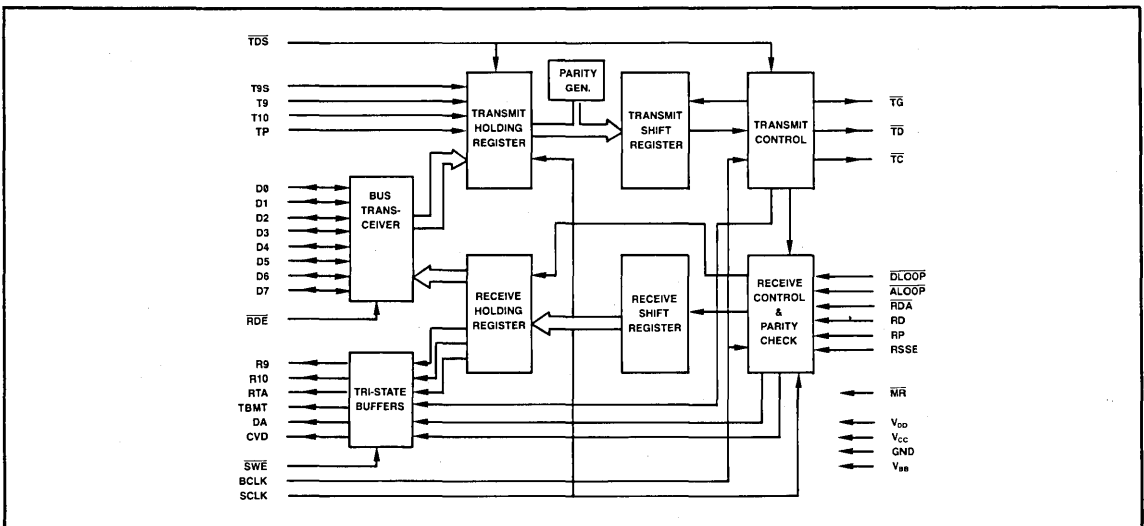 TDS
T9S
T9
T10
TP
D0
D1
D2
D3
D4
D5
D6
D7
RDE
R9
R10
RTA
TBMT
DA
CVD
SWE
BCLK
SCLK
BUS
TRANS-
CEIVER
TRI-STATE
BUFFERS
TRANSMIT
HOLDING
REGISTER
PARITY
GEN.
TRANSMIT
SHIFT
REGISTER
TRANSMIT
CONTROL
RECEIVE
HOLDING
REGISTER
RECEIVE
SHIFT
REGISTER
RECEIVE
CONTROL
&
PARITY
CHECK
TG
TD
TC
DLOOP
ALOOP
RDA
RD
RP
RSSE
MR
VDD
VCC
GND
VBB